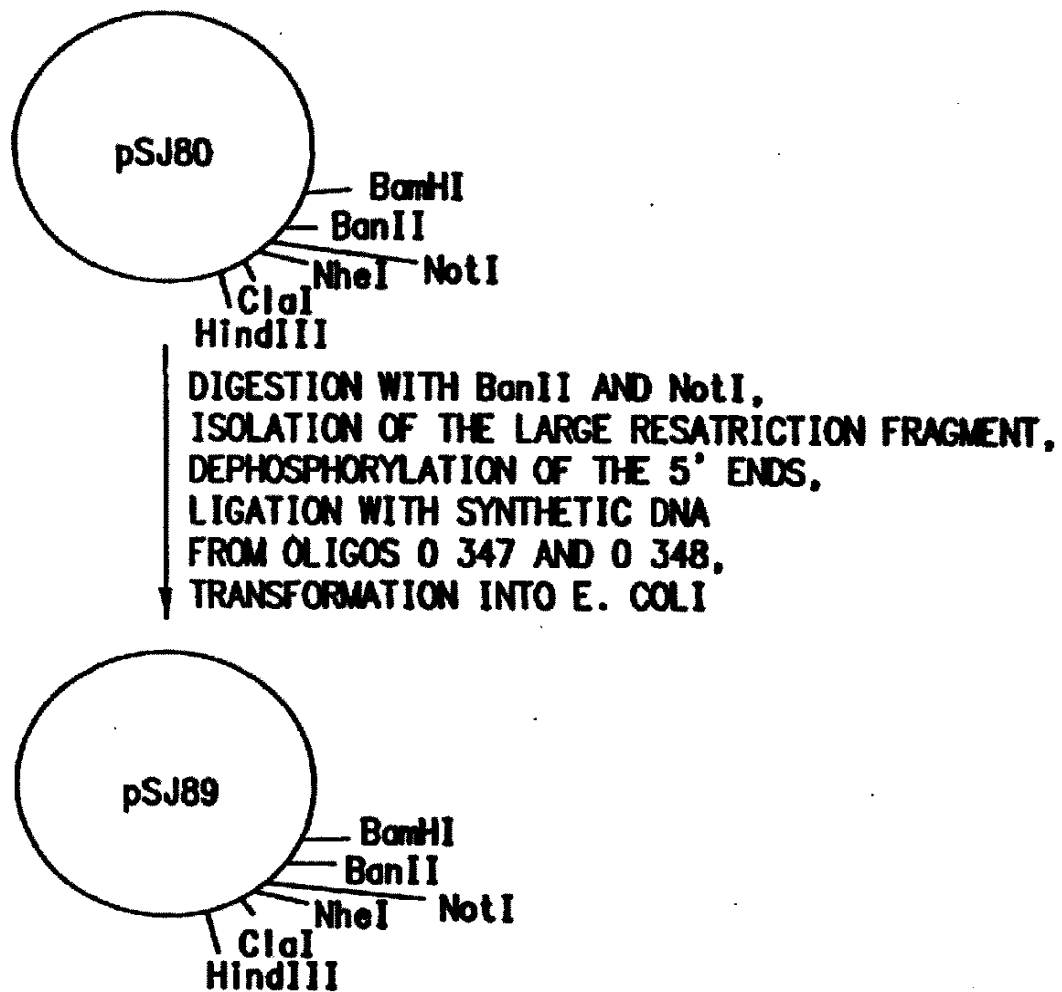 pSJ80
BamHI
BanII
NheI NotI
ClaI
HindIII
DIGESTION WITH BanII AND NotI,
ISOLATION OF THE LARGE RESATRICTION FRAGMENT,
DEPHOSPHORYLATION OF THE 5' ENDS,
LIGATION WITH SYNTHETIC DNA
FROM OLIGOS O 347 AND O 348,
TRANSFORMATION INTO E. COLI
pSJ89
BamHI
BanII
NheI NotI
ClaI
HindIII